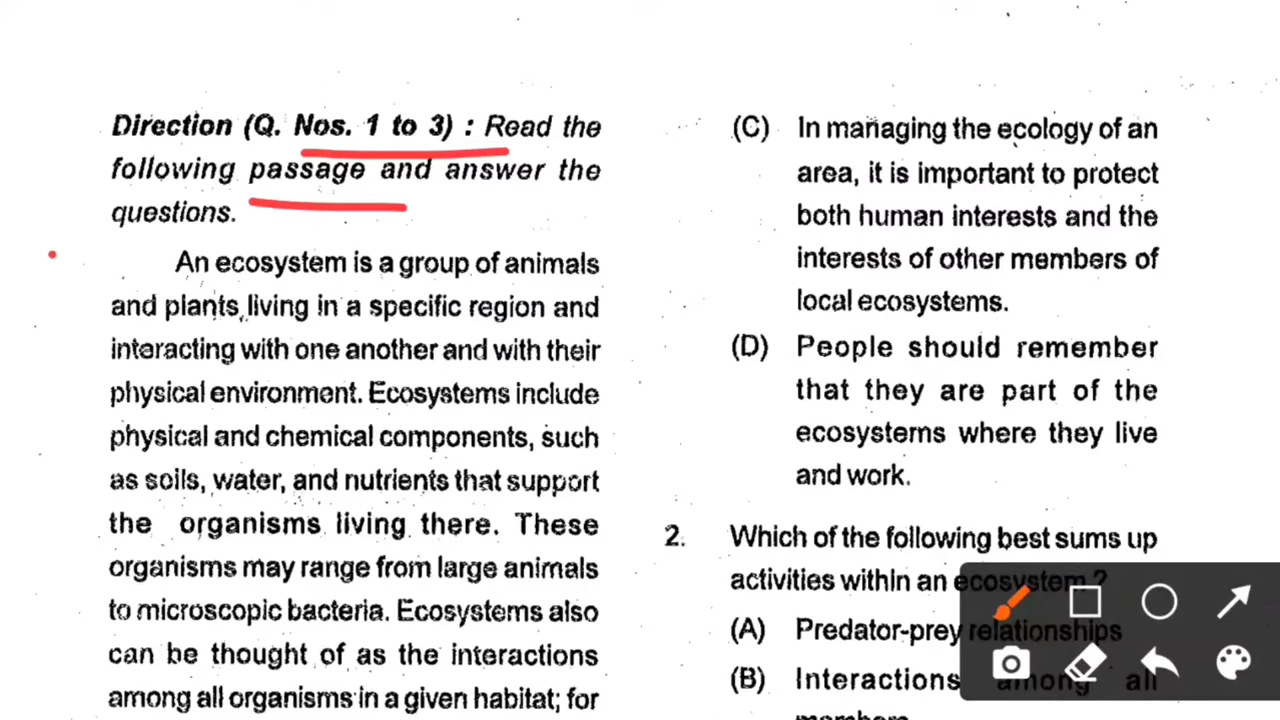 Direction (Q. Nos. 1 to 3) : Read the
following passage and answer the
questions.
An ecosystem is a group of animals
and plants living in a specific region and
interacting with one another and with their
physical environment. Ecosystems include
physical and chemical components, such
as soils, water, and nutrients that support
the organisms living there. These
organisms may range from large animals
to microscopic bacteria. Ecosystems also
can be thought of as the interactions
among all organisms in a given habitat; for
(C) In managing the ecology of an
area, it is important to protect
both human interests and the
interests of other members of
local ecosystems.
(D) People should remember
that they are part of the
ecosystems where they live
and work.
2. Which of the following best sums up
activities within an ecosystem ?
(A) Predator-prey relationships
(B) Interactions among all
members